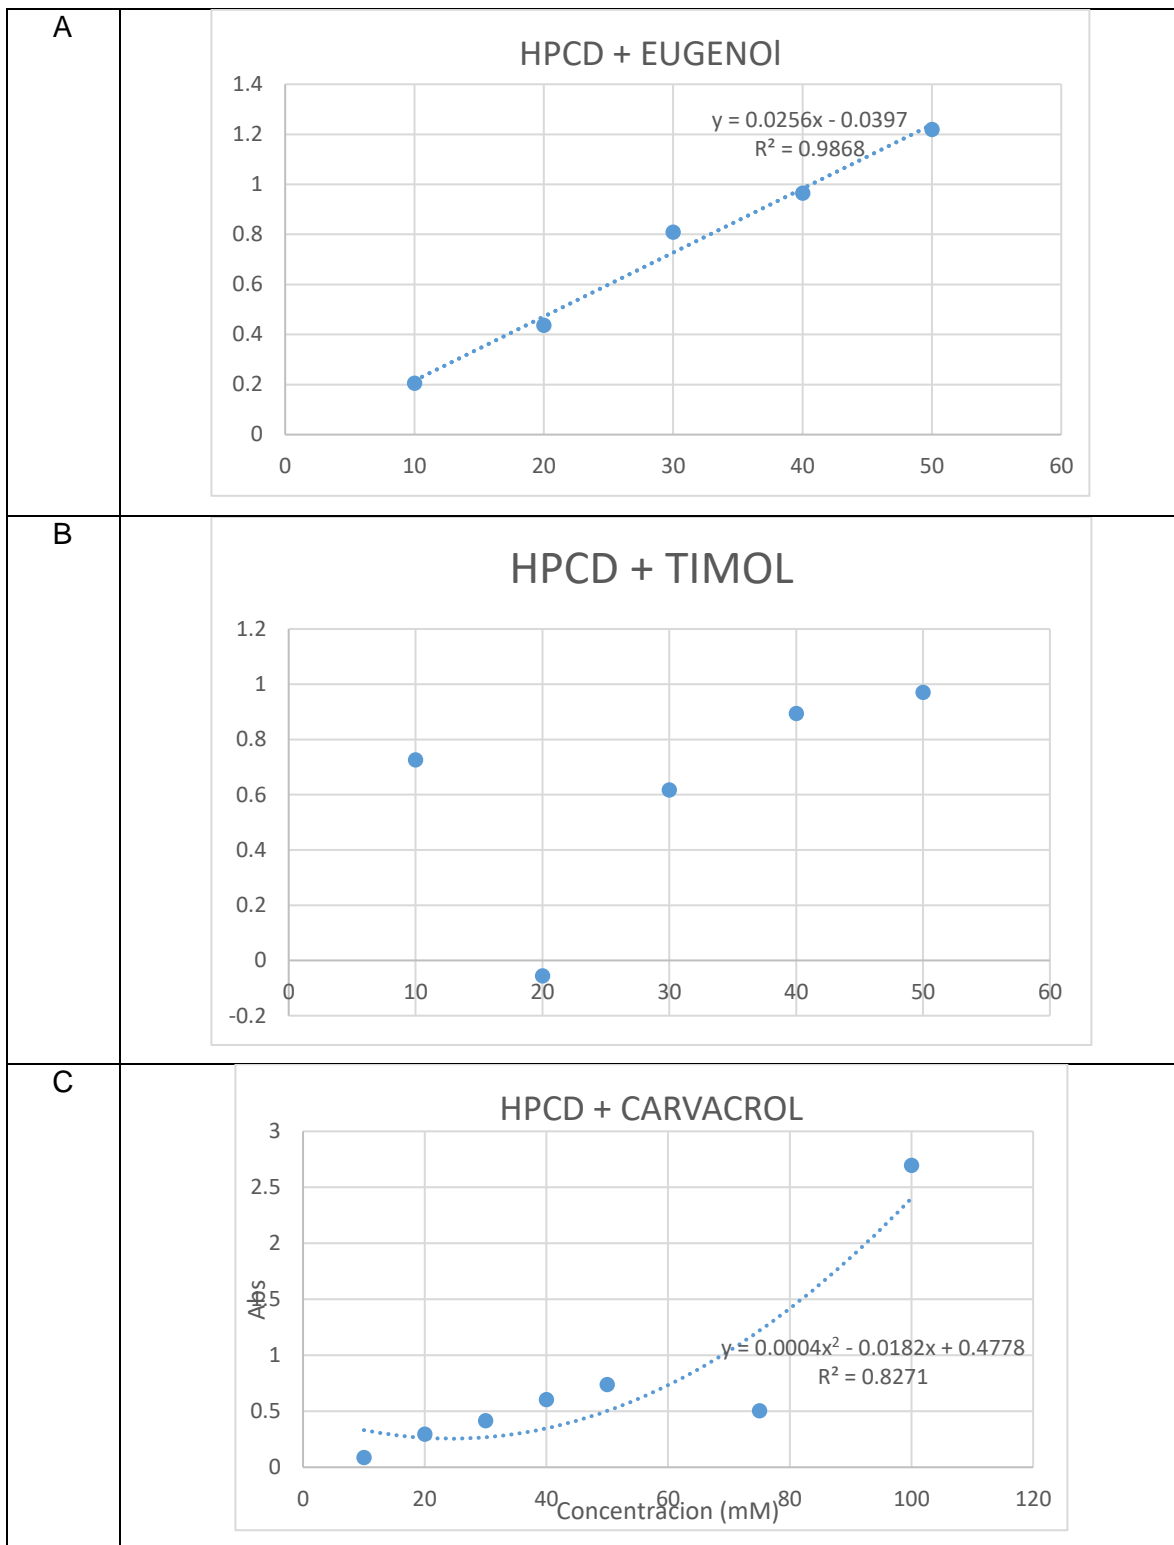 A
HPCD + EUGENOl
1.4
y = 0.0256x - 0.0397
1.2
R² = 0.9868
1
0.8
0.6
0.4
0.2
0
0 10 20 30 40 50 60
B
HPCD + TIMOL
1.2
1
0.8
0.6
0.4
0.2
0
0 10 20 30 40 50 60
-0.2
C
HPCD + CARVACROL
3
2.5
2
1.5
Abs
y = 0.0004x² - 0.0182x + 0.4778
1
R² = 0.8271
0.5
0
0 20 40 60 80 100 120
Concentracion (mM)